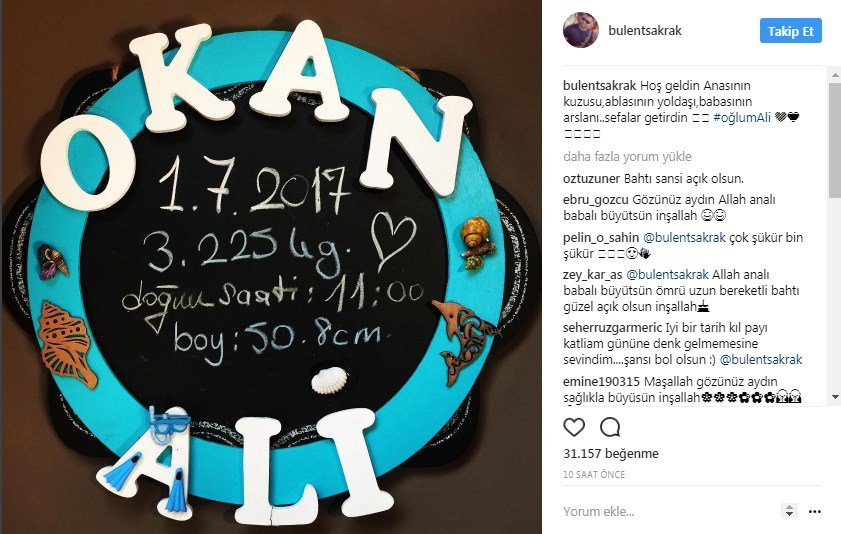 OKAN
1.7.2017
3.225 kg.
doğum saati: 11:00
boy: 50.8cm.
ALİ
bulentsakrak
Takip Et
bulentsakrak Hoş geldin Anasının
kuzusu,ablasının yoldaşı,babasının
arslanı..sefalar getirdin #oğlumAli
daha fazla yorum yükle
oztuzuner Bahtı sansi açık olsun.
ebru_gozcu Gözünüz aydın Allah analı
babalı büyütsün inşallah
pelin_o_sahin @bulentsakrak çok şükür bin
şükür
zey_kar_as @bulentsakrak Allah analı
babalı büyütsün ömrü uzun bereketli bahtı
güzel açık olsun inşallah
seherruzgarmeric Iyi bir tarih kıl payı
katliam gününe denk gelmemesine
sevindim....şansı bol olsun :) @bulentsakrak
emine190315 Maşallah gözünüz aydın
sağlıkla büyüsün inşallah
31.157 beğenme
10 SAAT ÖNCE
Yorum ekle...